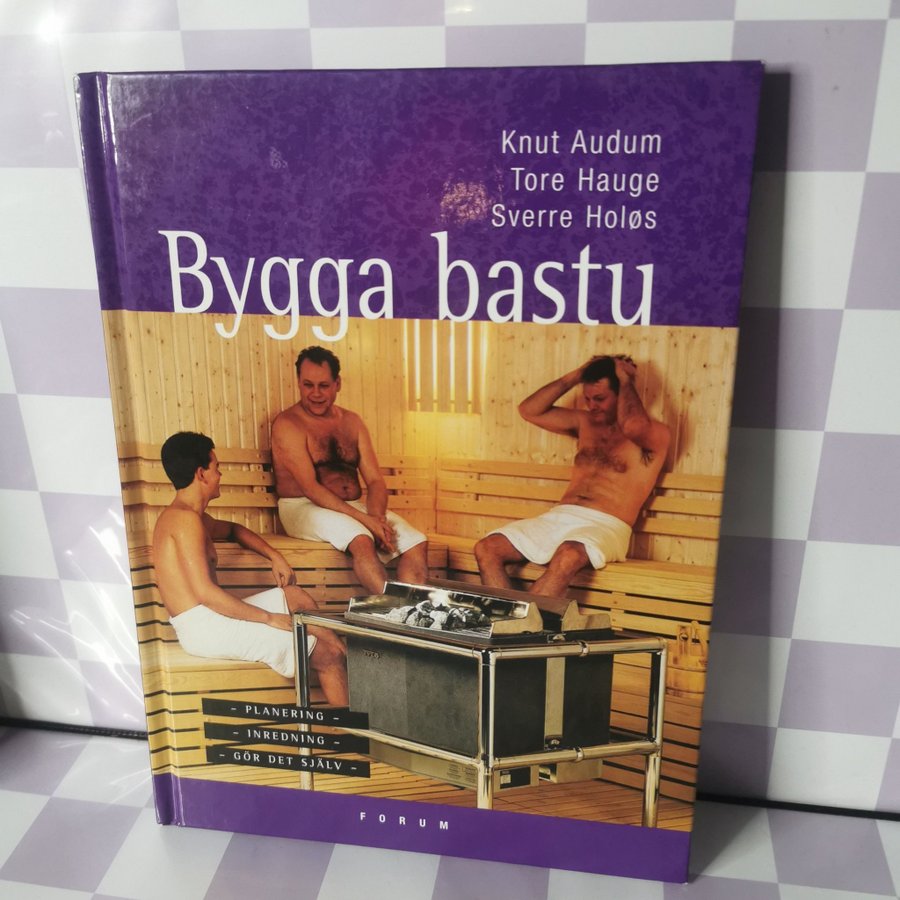 Knut Audum
Tore Hauge
Sverre Holøs
Bygga bastu
– PLANERING –
– INREDNING –
– GÖR DET SJÄLV –
FORUM